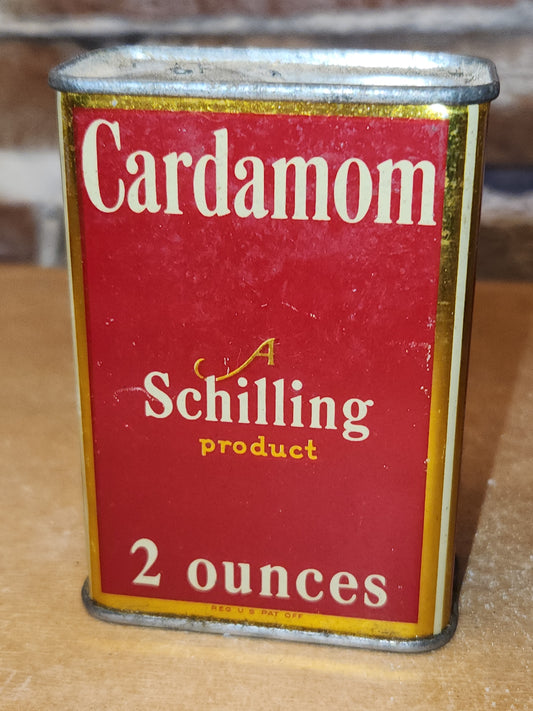 Cardamom
A
Schilling
product
2 ounces
REG U S PAT OFF